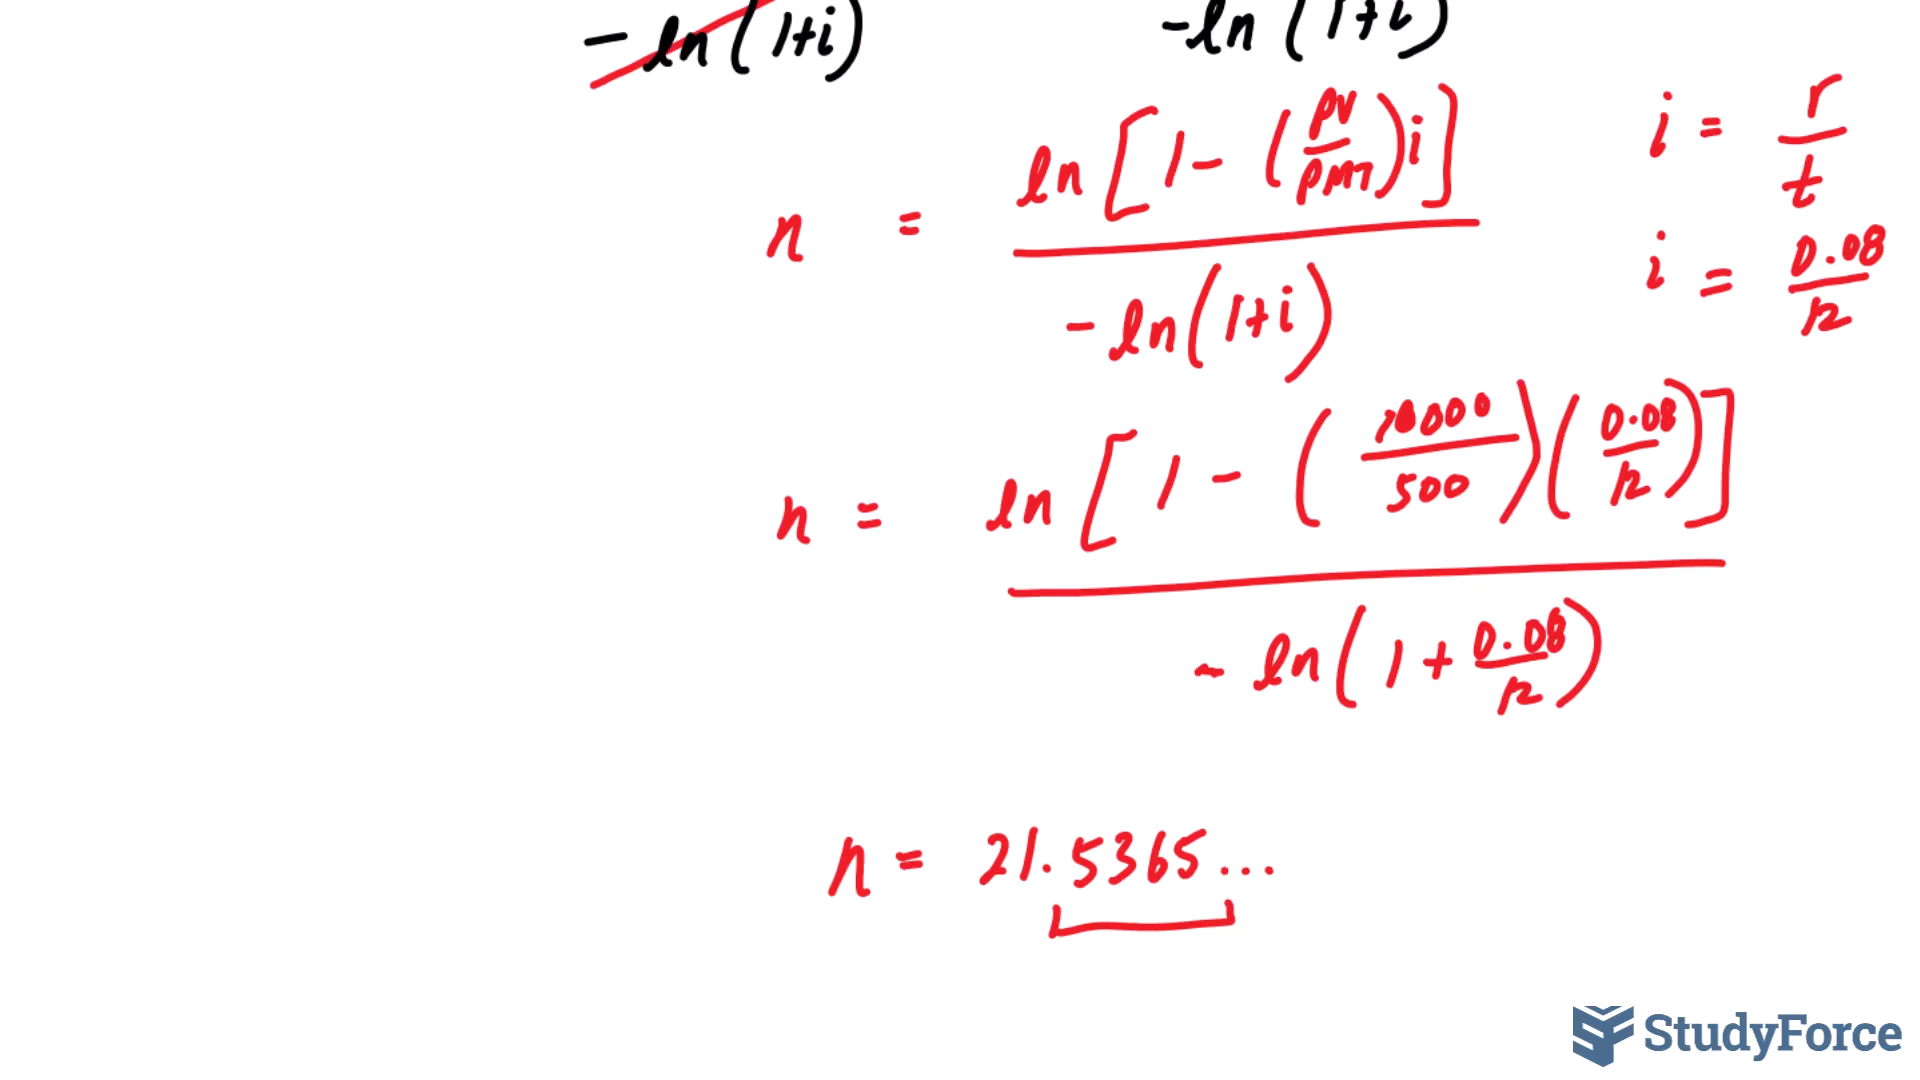 -ln(1+i) -ln(1+i)
n = ln[1-(PV/PMT)i] / -ln(1+i)
i = r/t
i = 0.08/12
n = ln[1-(10000/500)(0.08/12)] / -ln(1+0.08/12)
n = 21.5365...
StudyForce